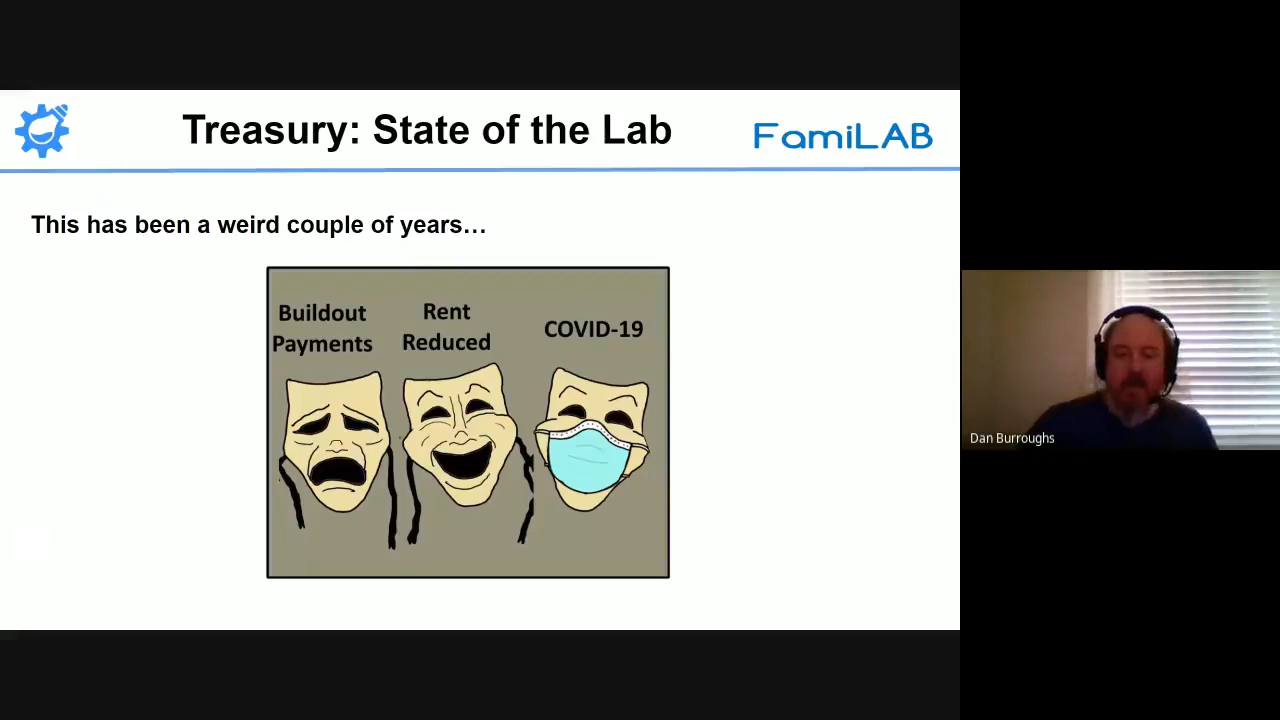 Treasury: State of the Lab
FamiLAB
This has been a weird couple of years…
Buildout
Payments
Rent
Reduced
COVID-19
Dan Burroughs